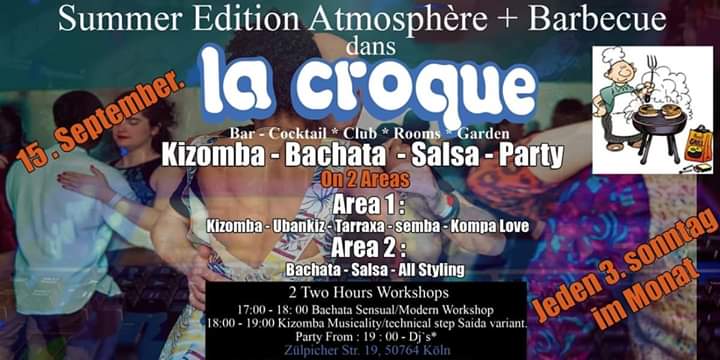 Summer Edition Atmosphère + Barbecue
dans
la croque
15 . September.
Bar - Cocktail * Club * Rooms * Garden
Kizomba - Bachata - Salsa - Party
On 2 Areas
Area 1 :
Kizomba - Ubankiz - Tarraxa - semba - Kompa Love
Area 2 :
Bachata - Salsa - All Styling
Jeden 3. sonntag
im Monat
2 Two Hours Workshops
17:00 - 18: 00 Bachata Sensual/Modern Workshop
18:00 - 19:00 Kizomba Musicality/technical step Saida variant.
Party From : 19 : 00 - Dj`s*
Zülpicher Str. 19, 50764 Köln